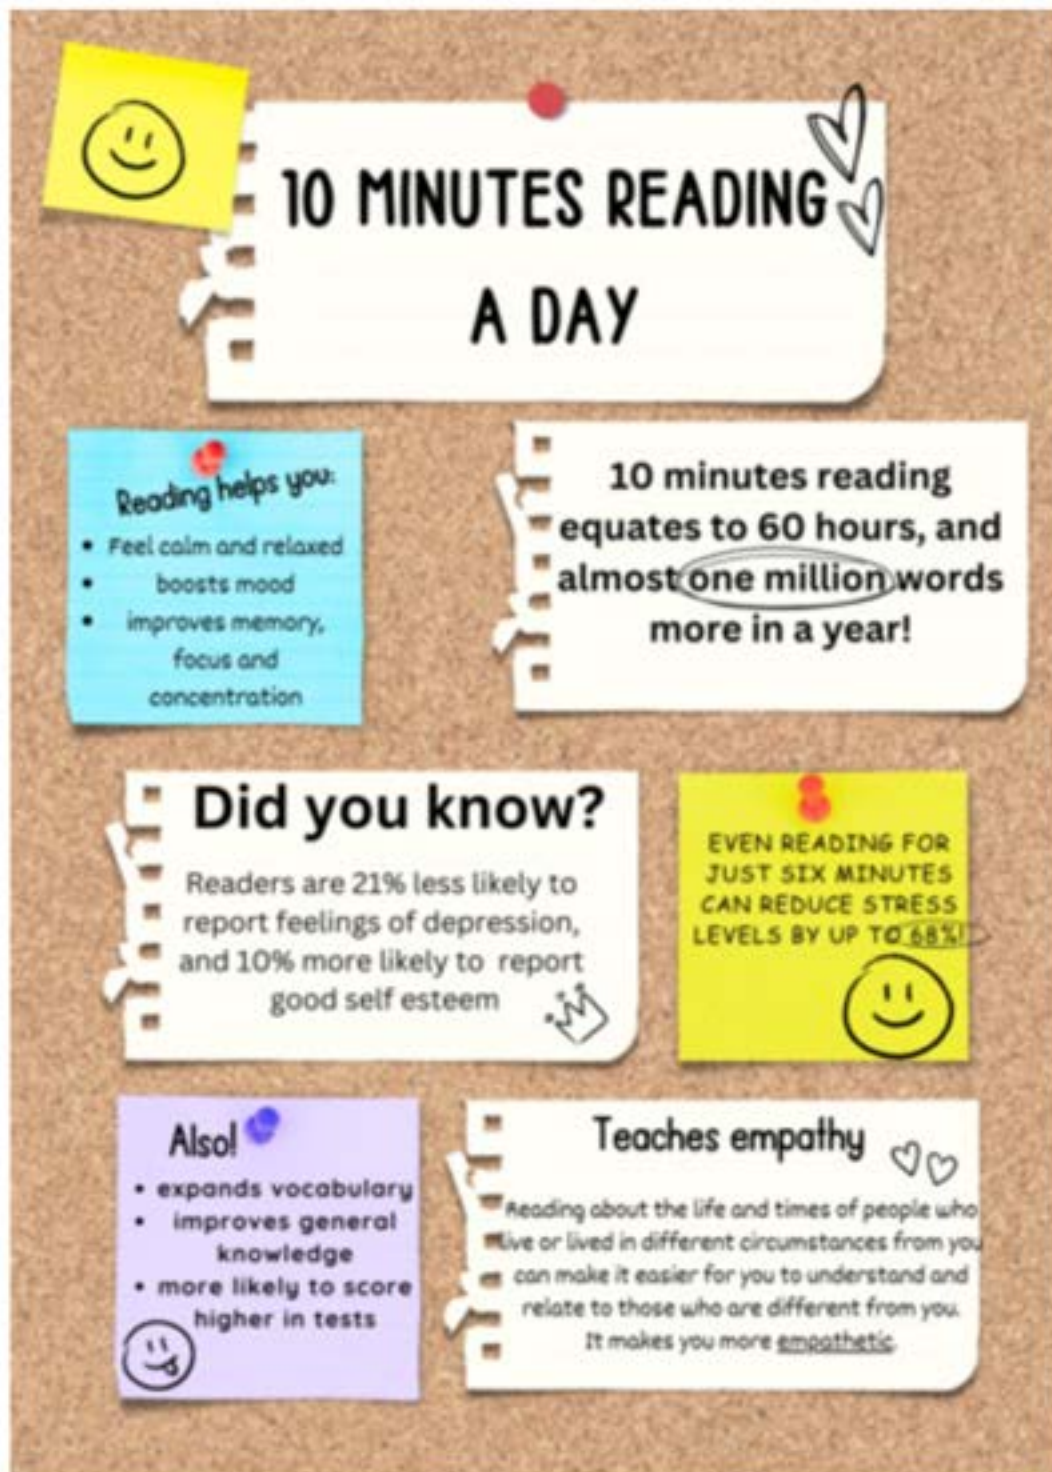 10 MINUTES READING
A DAY
Reading helps you:
• Feel calm and relaxed
• boosts mood
• improves memory,
focus and
concentration
10 minutes reading
equates to 60 hours, and
almost one million words
more in a year!
Did you know?
Readers are 21% less likely to
report feelings of depression,
and 10% more likely to report
good self esteem
EVEN READING FOR
JUST SIX MINUTES
CAN REDUCE STRESS
LEVELS BY UP TO 68%!
Also!
• expands vocabulary
• improves general
knowledge
• more likely to score
higher in tests
Teaches empathy
Reading about the life and times of people who
live or lived in different circumstances from you
can make it easier for you to understand and
relate to those who are different from you.
It makes you more empathetic.